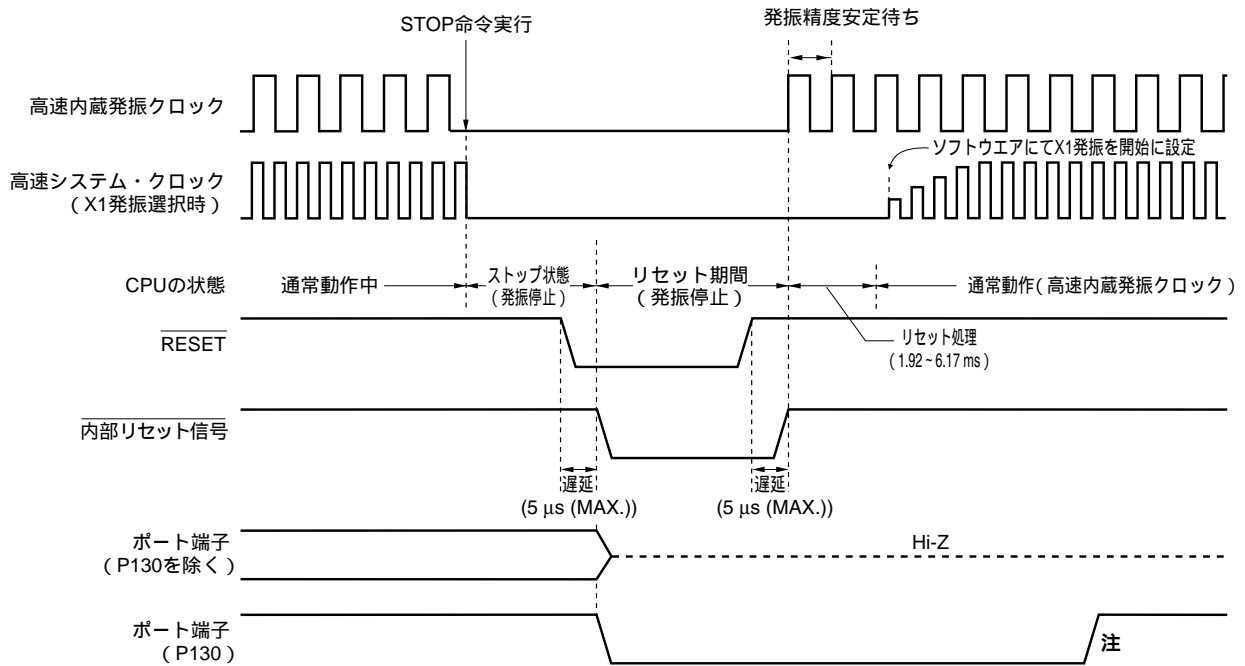 STOP命令実行
発振精度安定待ち
高速内蔵発振クロック
ソフトウエアにてX1発振を開始に設定
高速システム・クロック
（X1発振選択時）
CPUの状態
通常動作中
ストップ状態
（発振停止）
リセット期間
（発振停止）
通常動作（高速内蔵発振クロック）
RESET
リセット処理
（1.92～6.17 ms）
内部リセット信号
遅延
(5 μs (MAX.))
遅延
(5 μs (MAX.))
ポート端子
（P130を除く）
Hi-Z
ポート端子
（P130）
注